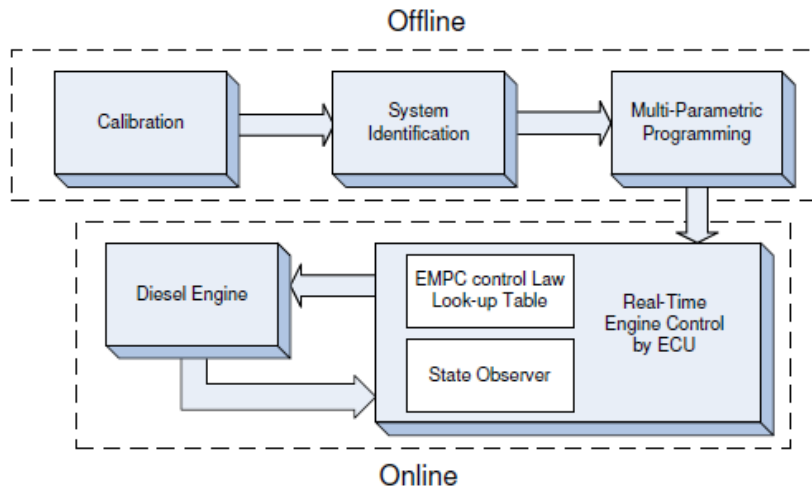 Offline
Calibration
System
Identification
Multi-Parametric
Programming
Diesel Engine
EMPC control Law
Look-up Table
State Observer
Real-Time
Engine Control
by ECU
Online